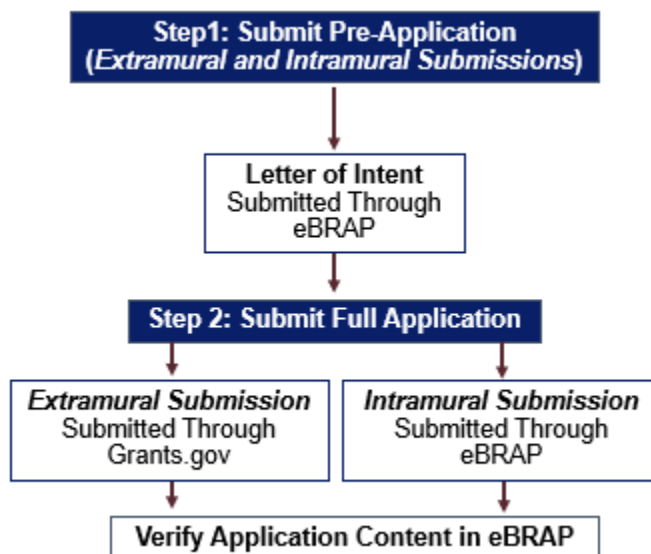 Step1: Submit Pre-Application
(Extramural and Intramural Submissions)
Letter of Intent
Submitted Through
eBRAP
Step 2: Submit Full Application
Extramural Submission
Submitted Through
Grants.gov
Intramural Submission
Submitted Through
eBRAP
Verify Application Content in eBRAP